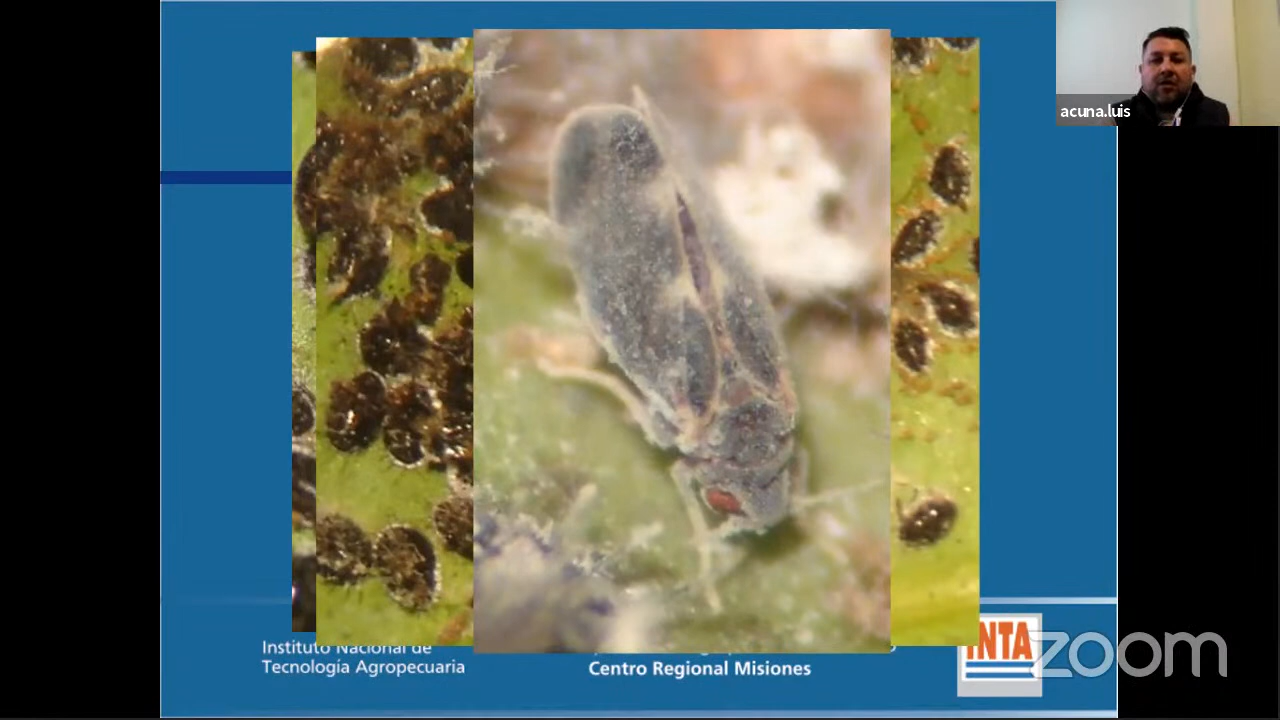 acuna.luis
Instituto Nacional de
Tecnología Agropecuaria
Centro Regional Misiones
INTA
zoom